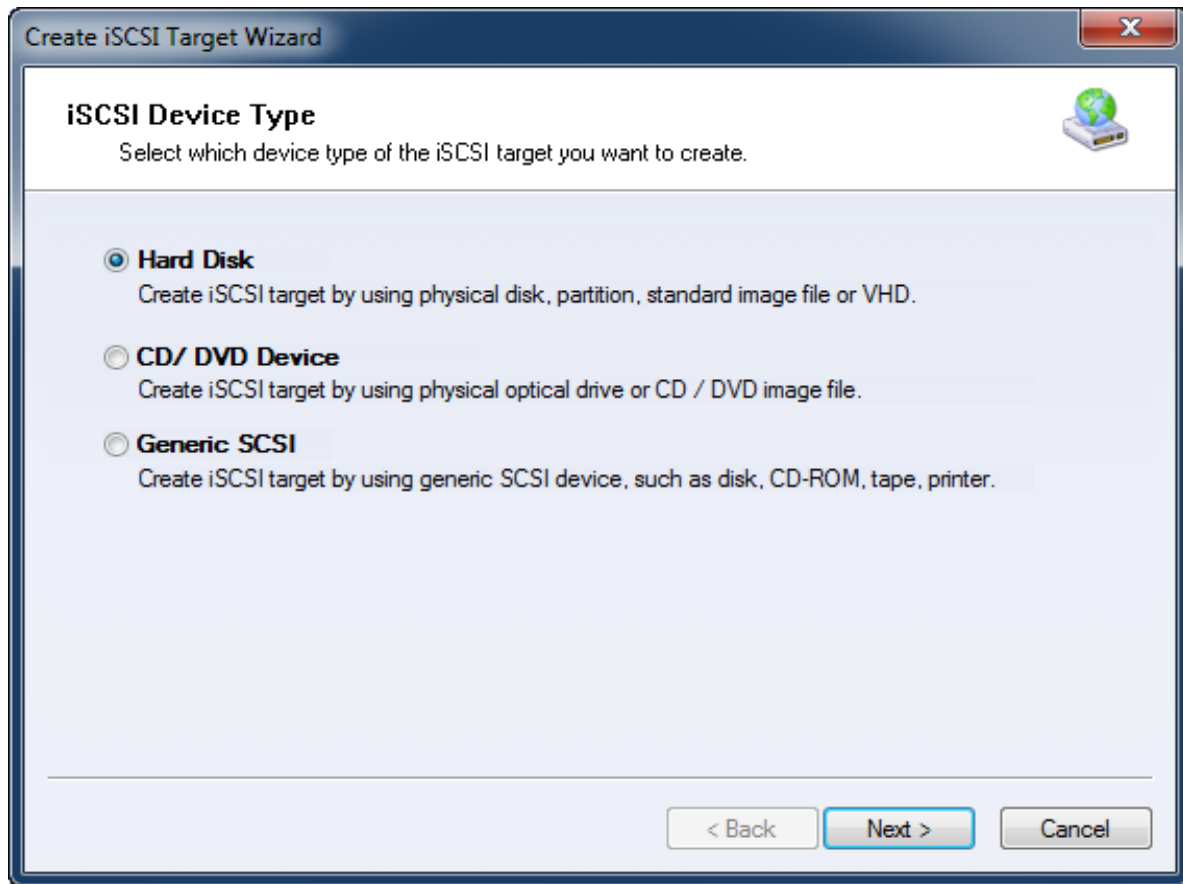 Create iSCSI Target Wizard
iSCSI Device Type
Select which device type of the iSCSI target you want to create.
Hard Disk
Create iSCSI target by using physical disk, partition, standard image file or VHD.
CD/ DVD Device
Create iSCSI target by using physical optical drive or CD / DVD image file.
Generic SCSI
Create iSCSI target by using generic SCSI device, such as disk, CD-ROM, tape, printer.
< Back Next > Cancel